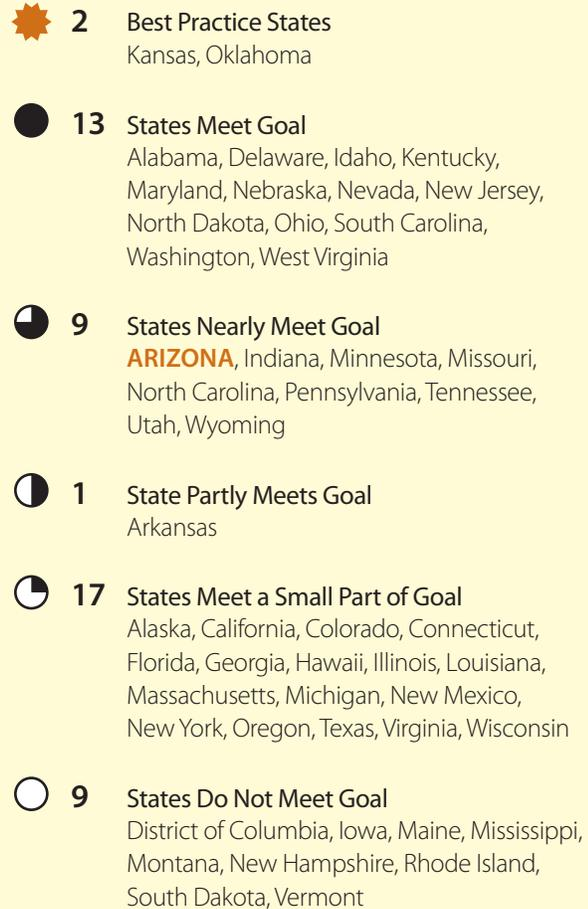 2 Best Practice States
Kansas, Oklahoma
13 States Meet Goal
Alabama, Delaware, Idaho, Kentucky,
Maryland, Nebraska, Nevada, New Jersey,
North Dakota, Ohio, South Carolina,
Washington, West Virginia
9 States Nearly Meet Goal
ARIZONA, Indiana, Minnesota, Missouri,
North Carolina, Pennsylvania, Tennessee,
Utah, Wyoming
1 State Partly Meets Goal
Arkansas
17 States Meet a Small Part of Goal
Alaska, California, Colorado, Connecticut,
Florida, Georgia, Hawaii, Illinois, Louisiana,
Massachusetts, Michigan, New Mexico,
New York, Oregon, Texas, Virginia, Wisconsin
9 States Do Not Meet Goal
District of Columbia, Iowa, Maine, Mississippi,
Montana, New Hampshire, Rhode Island,
South Dakota, Vermont